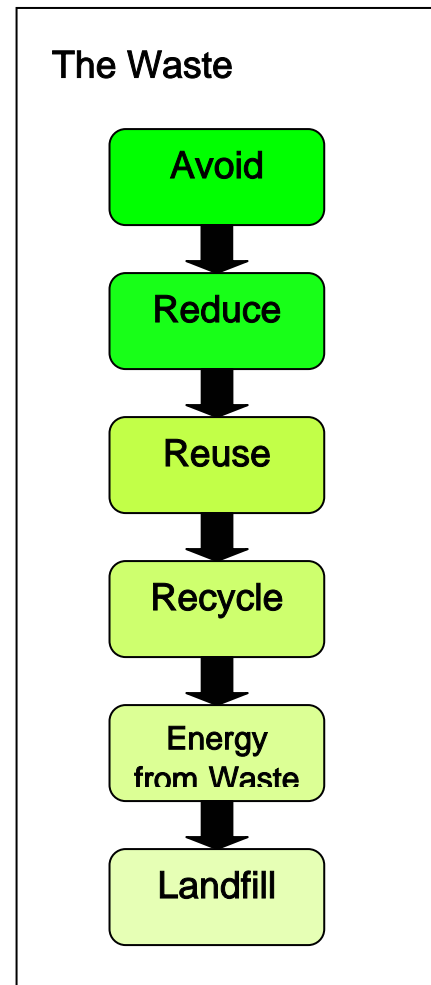 The Waste
Avoid
Reduce
Reuse
Recycle
Energy
from Waste
Landfill